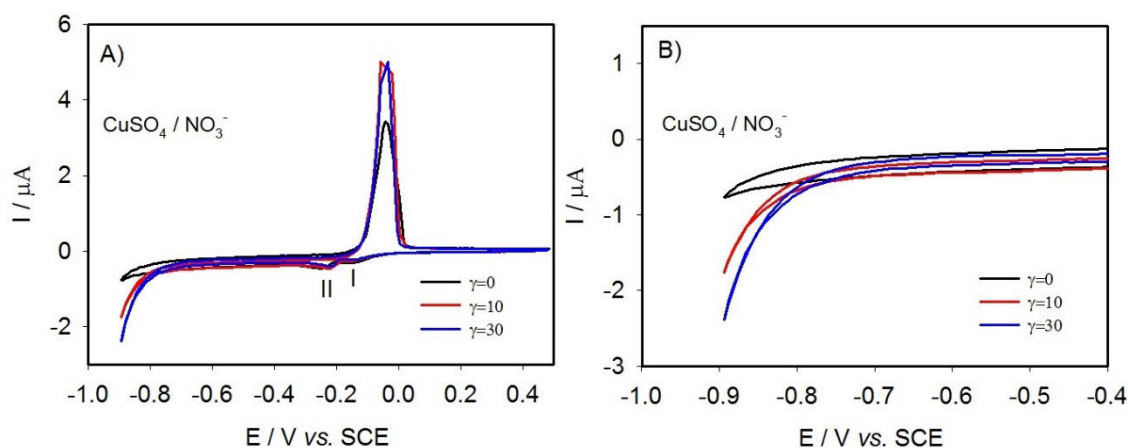 A)
CuSO₄ / NO₃⁻
I / μA
6
4
2
0
-2
II
I
γ=0
γ=10
γ=30
-1.0 -0.8 -0.6 -0.4 -0.2 0.0 0.2 0.4
E / V vs. SCE
B)
CuSO₄ / NO₃⁻
I / μA
1
0
-1
-2
-3
γ=0
γ=10
γ=30
-0.9 -0.8 -0.7 -0.6 -0.5 -0.4
E / V vs. SCE